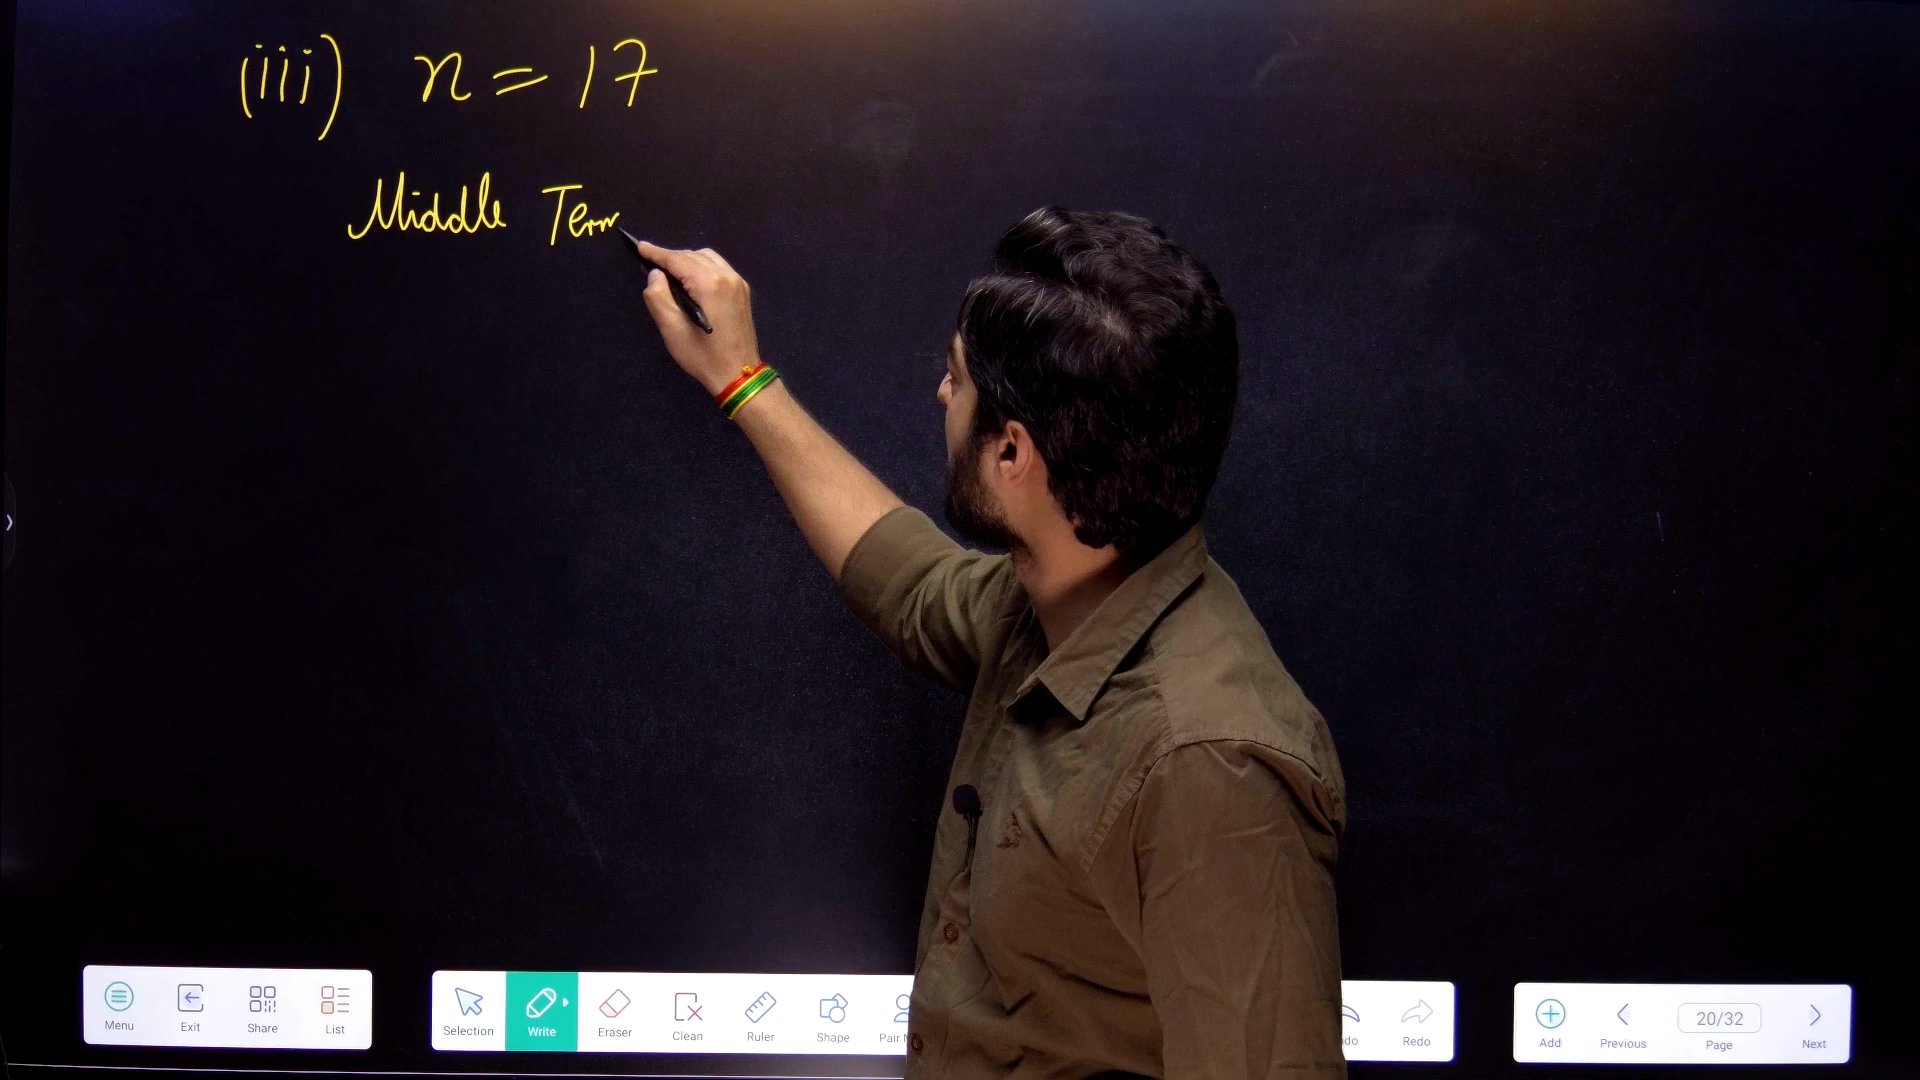 (iii) n = 17
Middle Term
Menu
Exit
Share
List
Selection
Write
Eraser
Clean
Ruler
Shape
Pair
Redo
Add
Previous
20/32
Page
Next